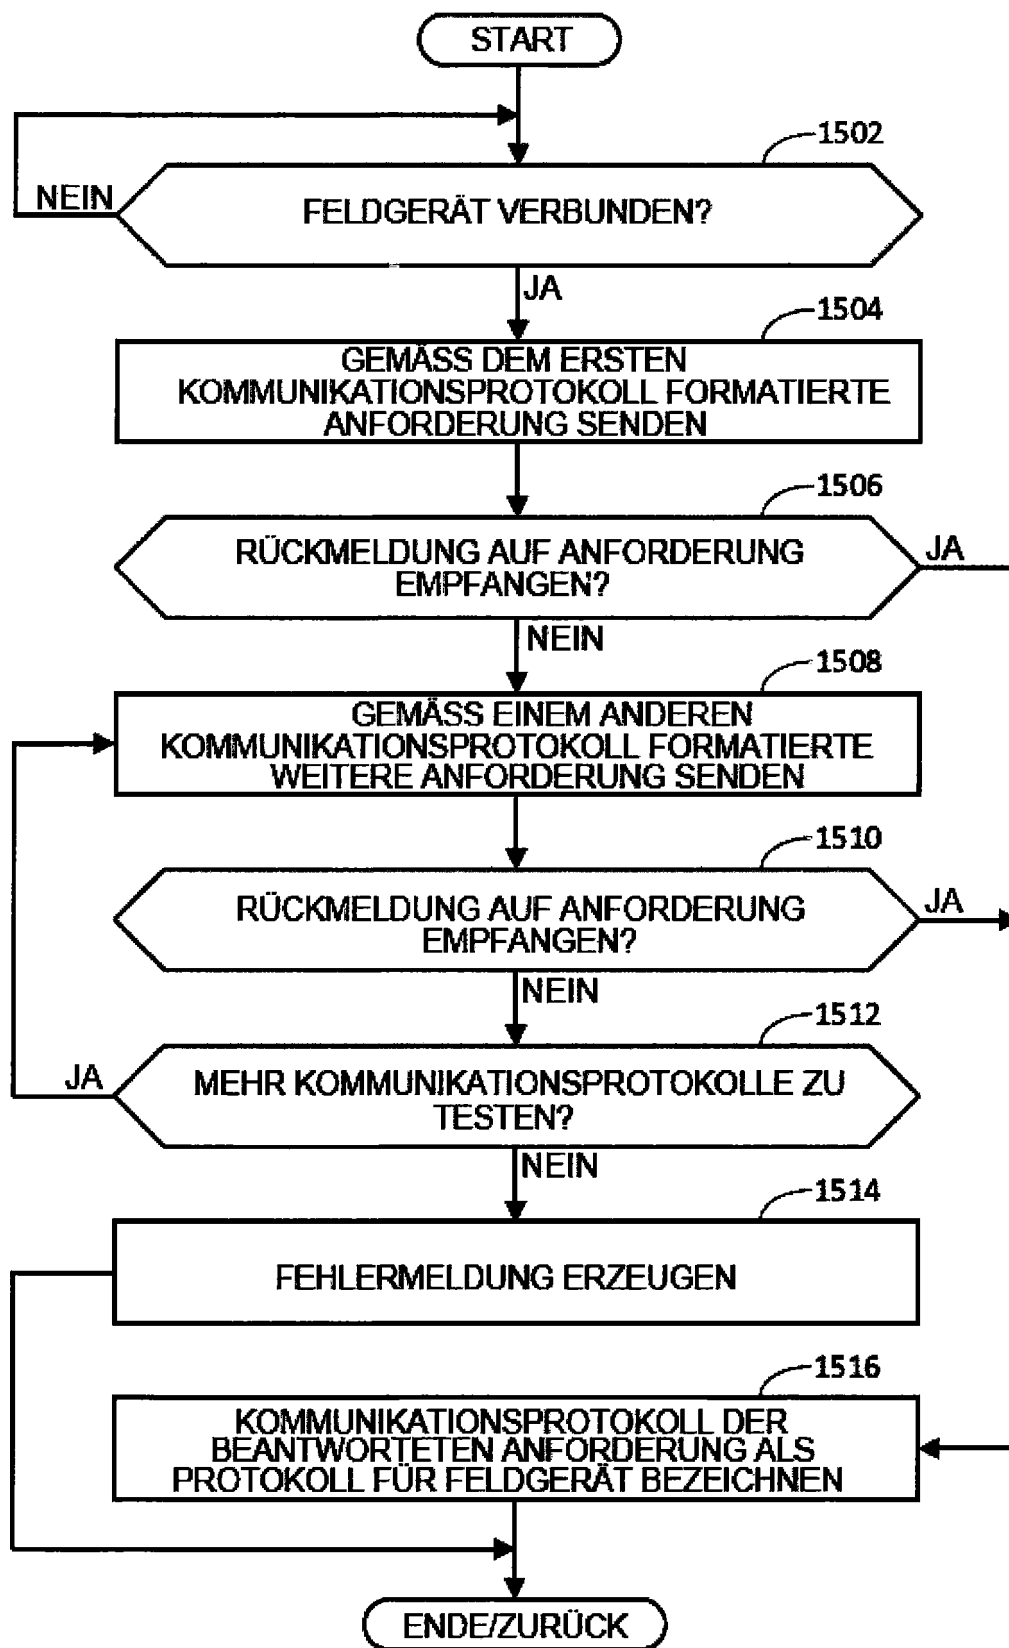 START
1502
NEIN
FELDGERÄT VERBUNDEN?
JA
1504
GEMÄSS DEM ERSTEN
KOMMUNIKATIONSPROTOKOLL FORMATIERTE
ANFORDERUNG SENDEN
1506
RÜCKMELDUNG AUF ANFORDERUNG
EMPFANGEN?
JA
NEIN
1508
GEMÄSS EINEM ANDEREN
KOMMUNIKATIONSPROTOKOLL FORMATIERTE
WEITERE ANFORDERUNG SENDEN
1510
RÜCKMELDUNG AUF ANFORDERUNG
EMPFANGEN?
JA
NEIN
1512
JA
MEHR KOMMUNIKATIONSPROTOKOLLE ZU
TESTEN?
NEIN
1514
FEHLERMELDUNG ERZEUGEN
1516
KOMMUNIKATIONSPROTOKOLL DER
BEANTWORTETEN ANFORDERUNG ALS
PROTOKOLL FÜR FELDGERÄT BEZEICHNEN
ENDE/ZURÜCK